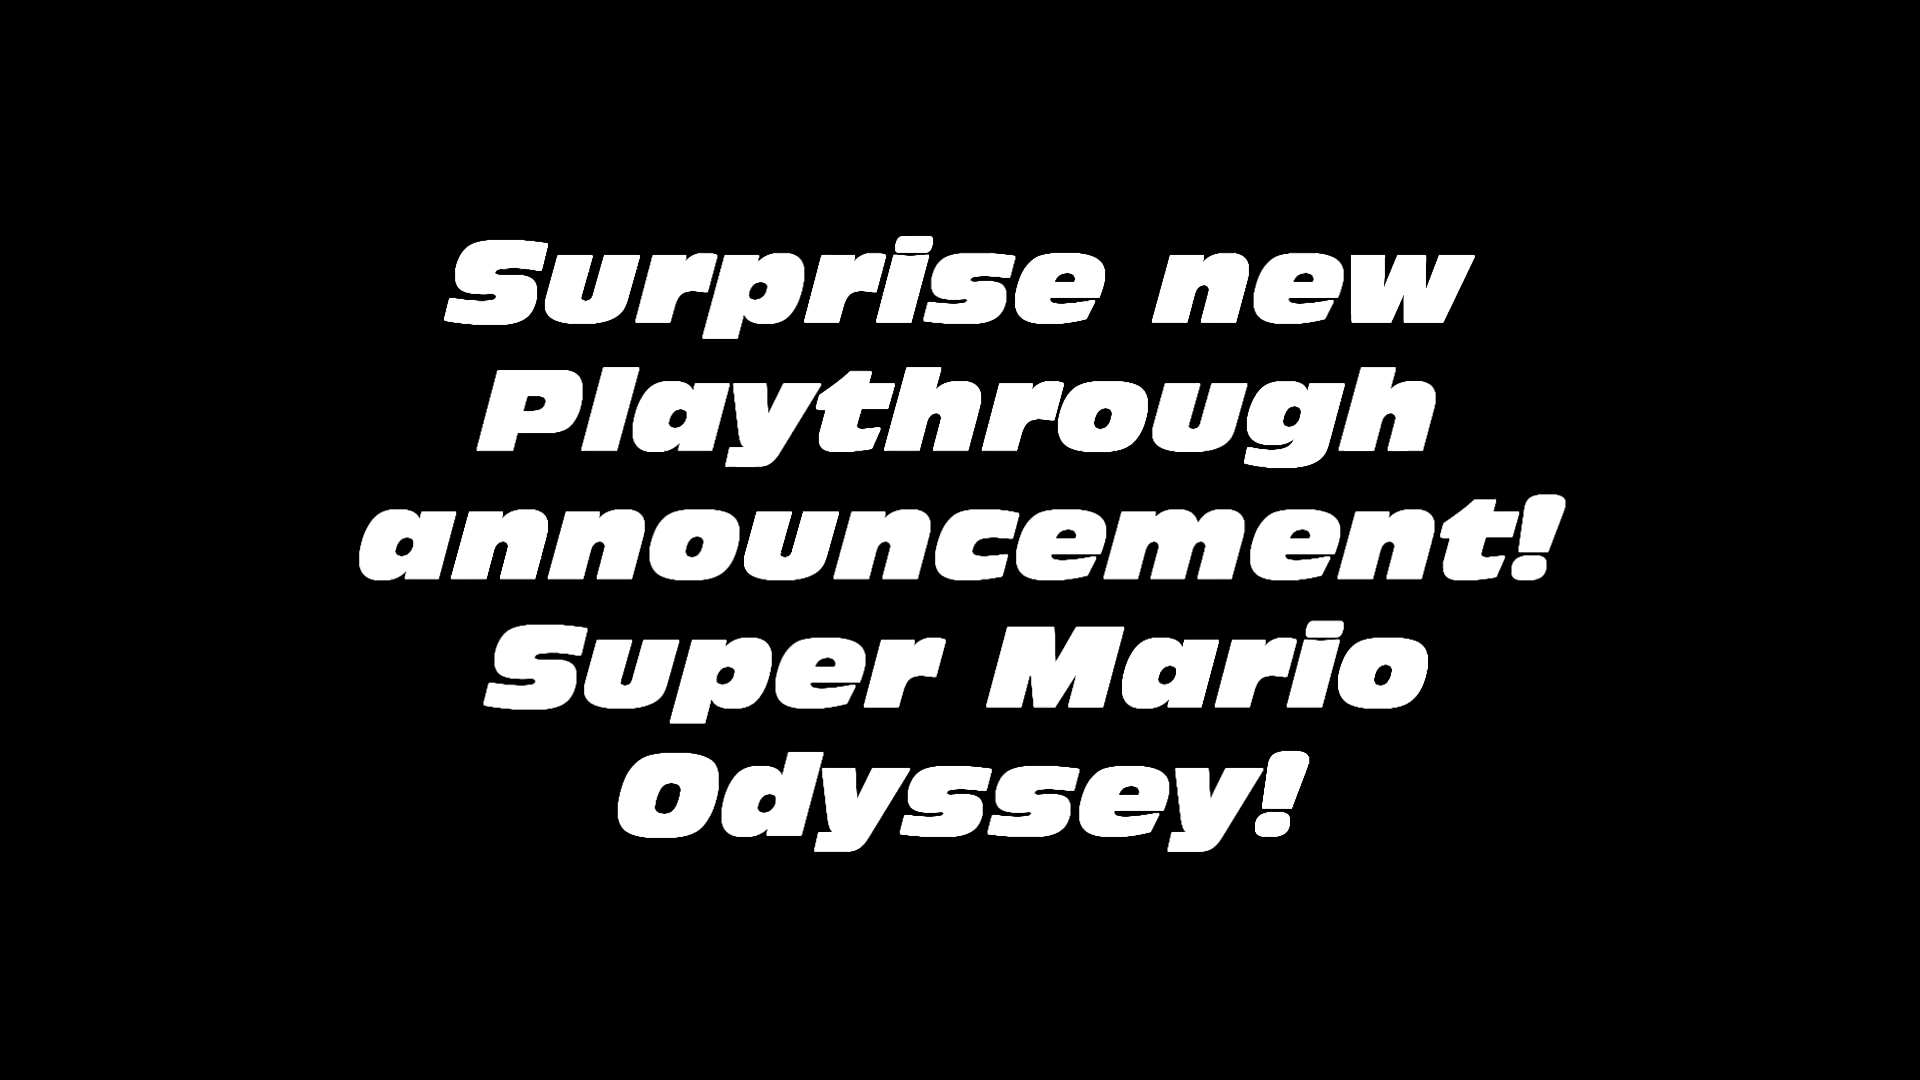 Surprise new
Playthrough
announcement!
Super Mario
Odyssey!